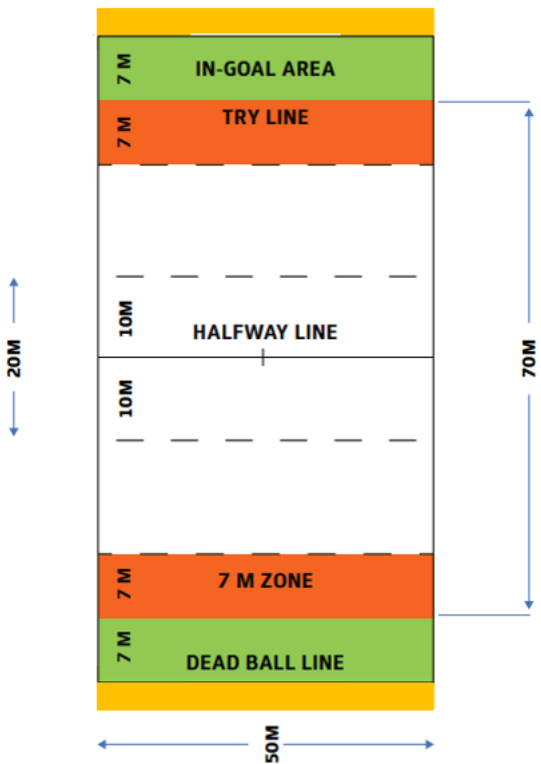 7 M
IN-GOAL AREA
7 M
TRY LINE
10M
HALFWAY LINE
20M
70M
10M
7 M
7 M ZONE
7 M
DEAD BALL LINE
50M